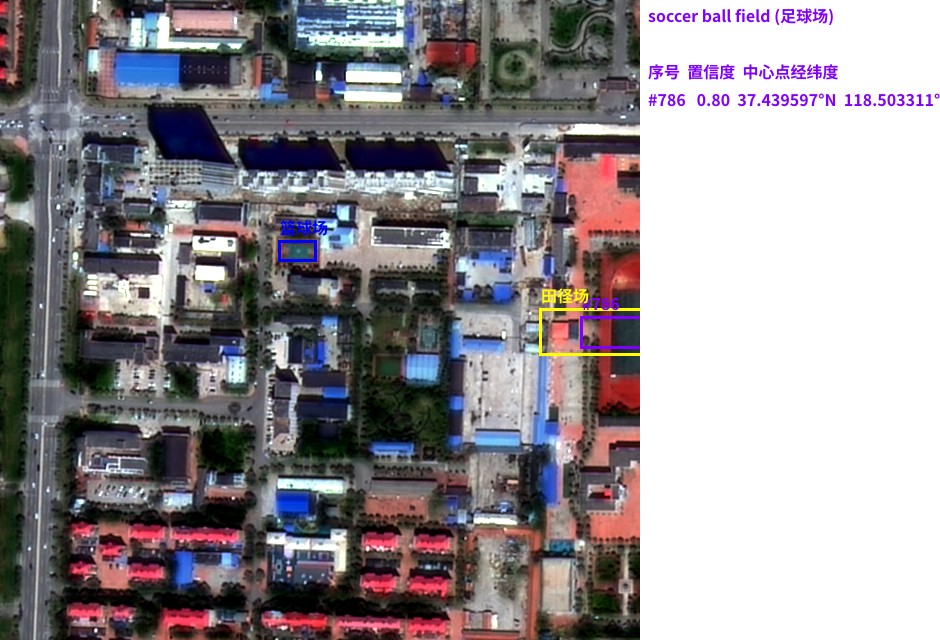 soccer ball field (足球场)
序号 置信度 中心点经纬度
#786 0.80 37.439597°N 118.503311°
篮球场
田径场
#786